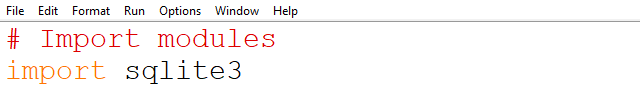 File Edit Format Run Options Window Help
# Import modules
import sqlite3